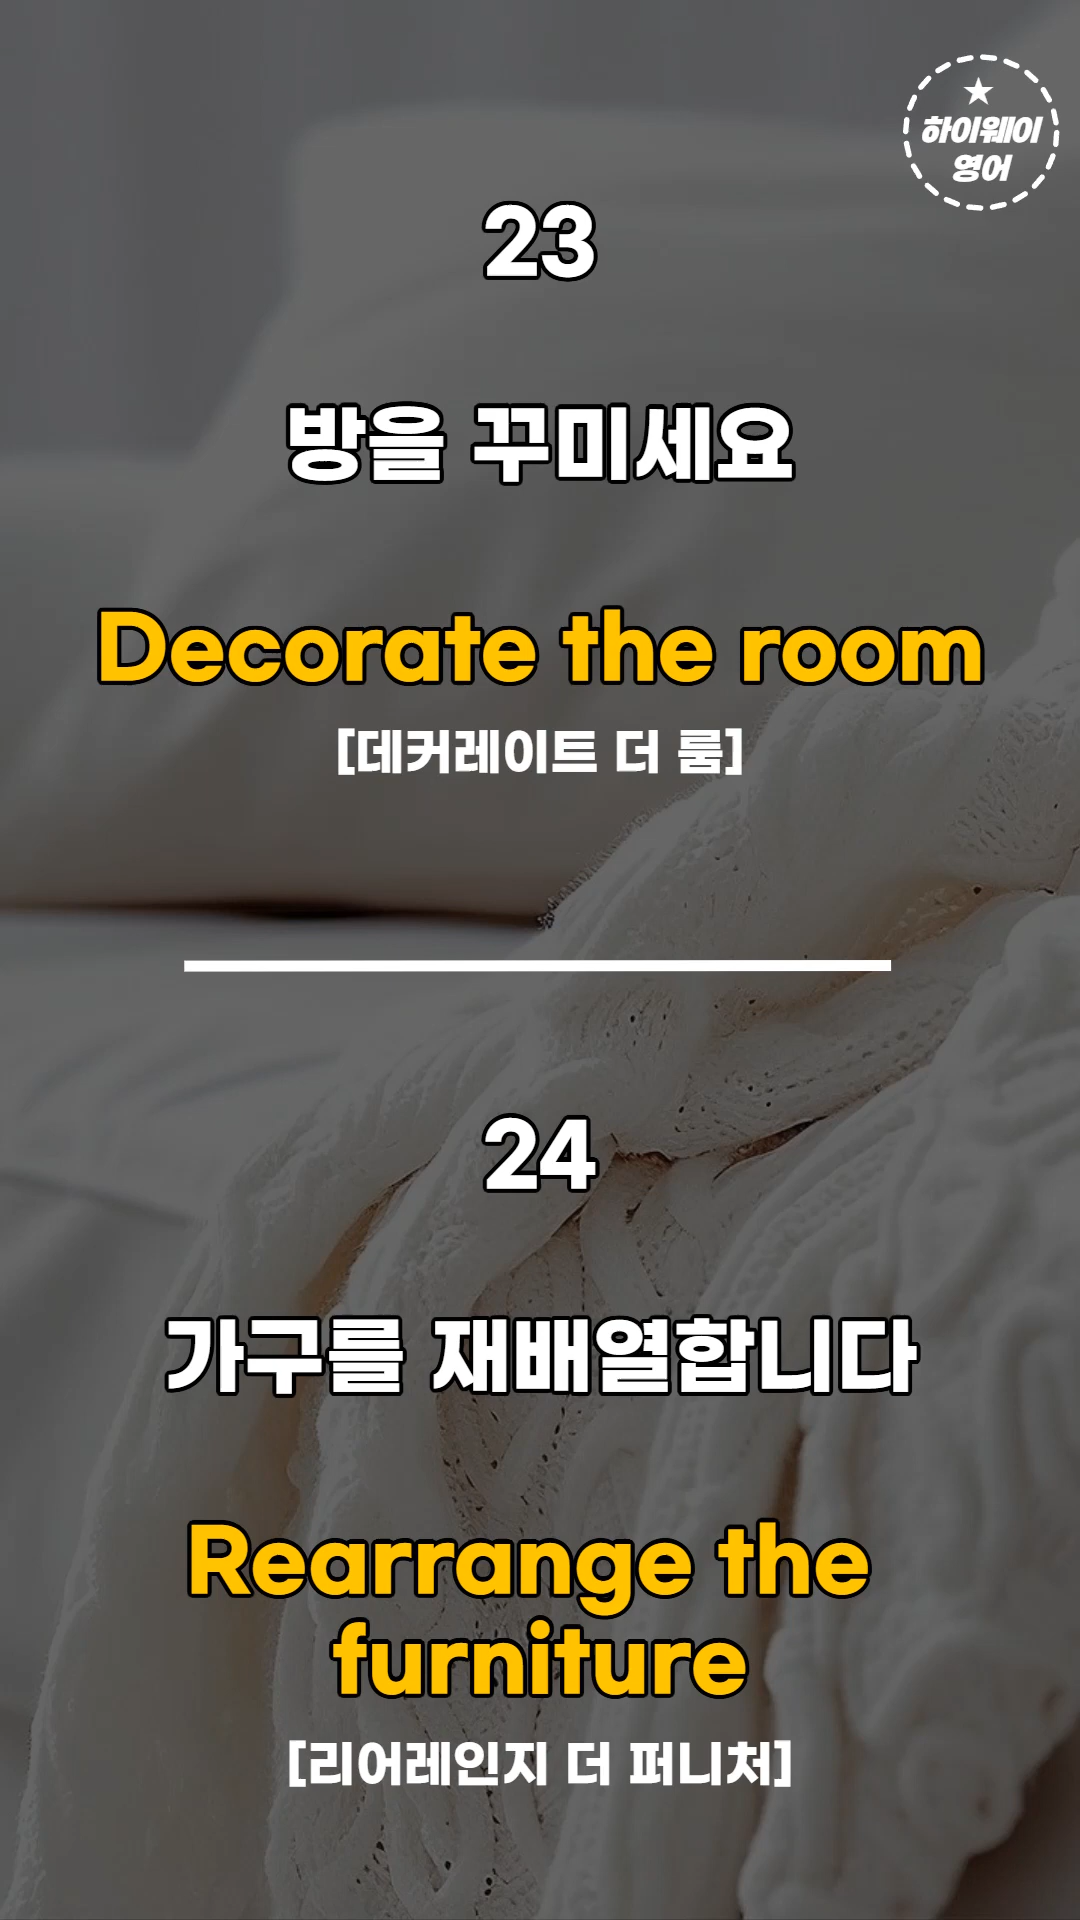 ★
하이웨이
영어
23
방을 꾸미세요
Decorate the room
[데커레이트 더 룸]
24
가구를 재배열합니다
Rearrange the
furniture
[리어레인지 더 퍼니처]